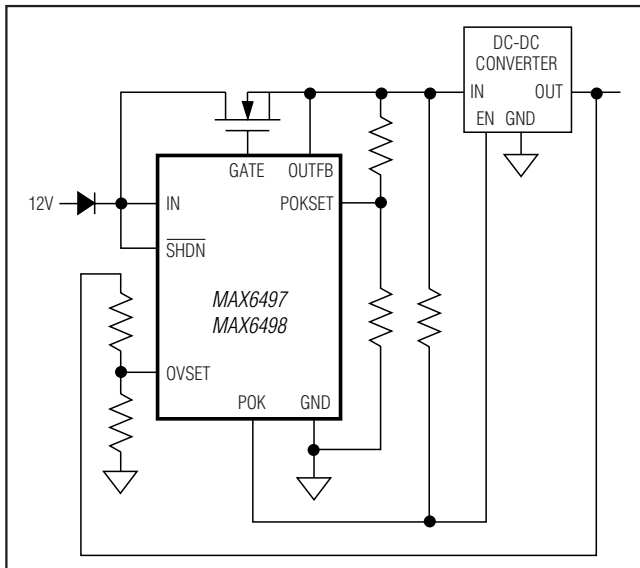 DC-DC
CONVERTER
IN
OUT
EN
GND
GATE
OUTFB
12V
IN
POKSET
SHDN
MAX6497
MAX6498
OVSET
POK
GND